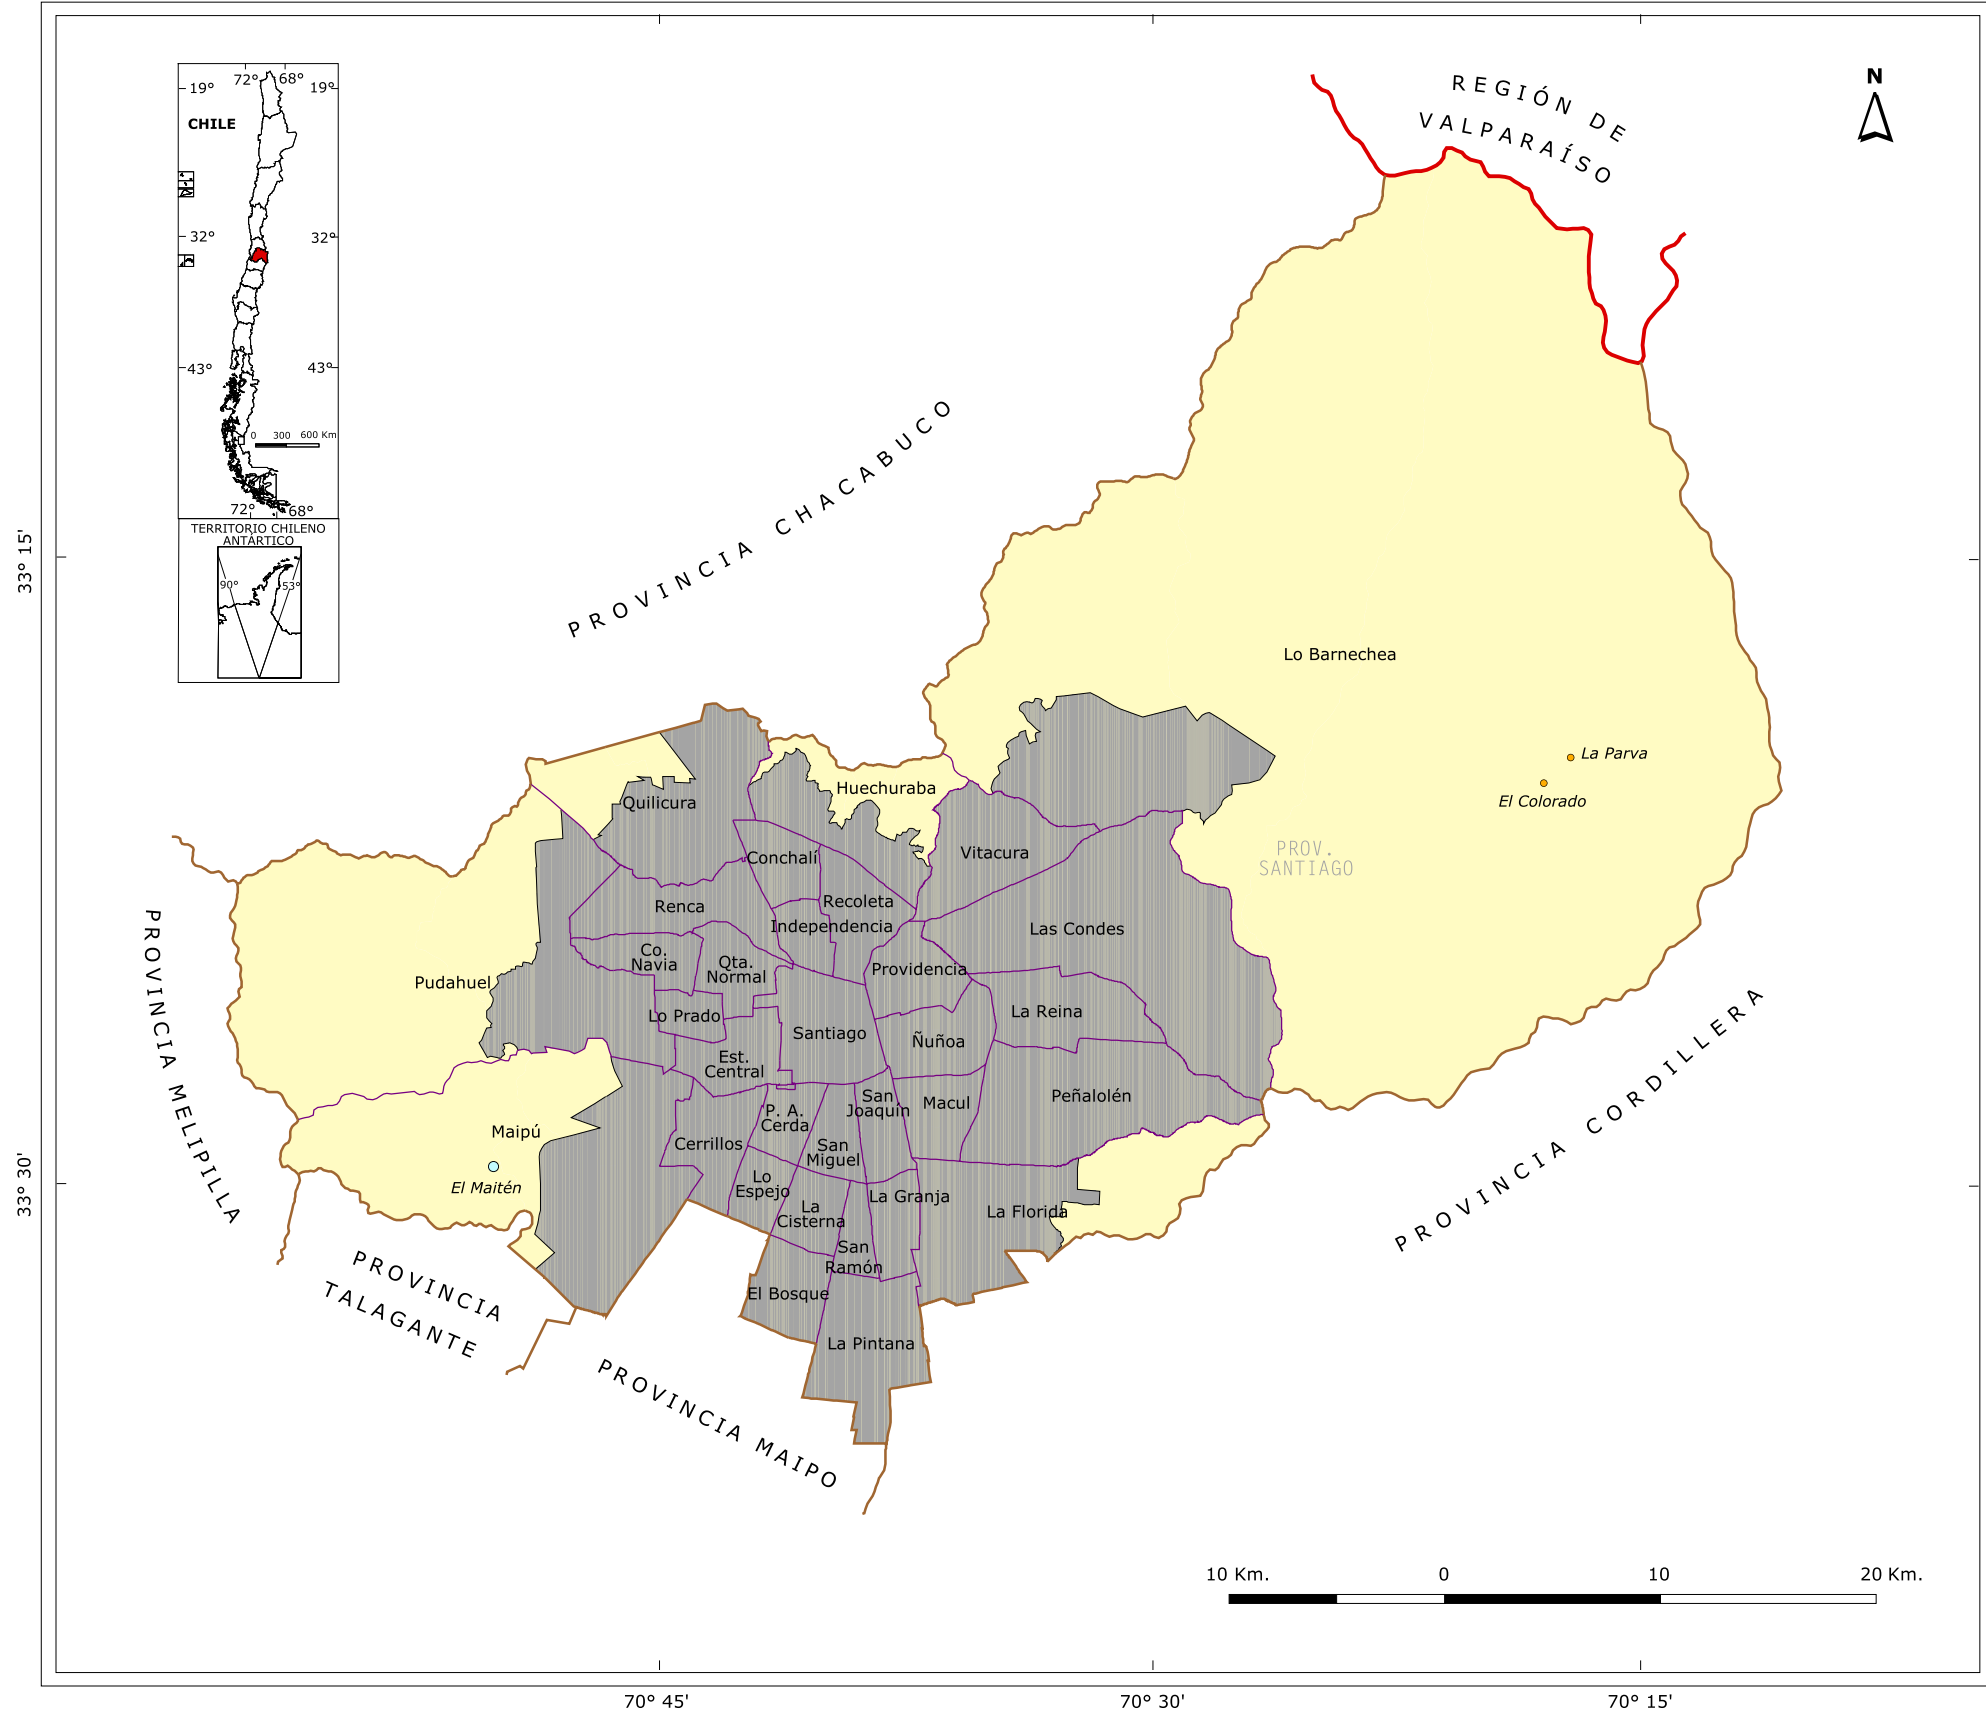 72°
68°
19°
19°
CHILE
32°
32°
43°
43°
0
300
600 Km
72°
68°
TERRITORIO CHILENO
ANTÁRTICO
90°
53°
REGIÓN DE
VALPARAÍSO
N
PROVINCIA CHACABUCO
33° 15'
Lo Barnechea
La Parva
El Colorado
PROV.
SANTIAGO
Huechuraba
Quilicura
Conchalí
Vitacura
Recoleta
Renca
Independencia
Las Condes
Co.
Navia
Qta.
Normal
Providencia
Pudahuel
Lo Prado
La Reina
Santiago
Ñuñoa
Est.
Central
San
Joaquín
Macul
Peñalolén
P. A.
Cerda
Maipú
Cerrillos
San
Miguel
El Maitén
Lo
Espejo
La Granja
La
Cisterna
La Florida
San
Ramón
El Bosque
La Pintana
PROVINCIA MELIPILLA
33° 30'
PROVINCIA
TALAGANTE
PROVINCIA MAIPO
PROVINCIA CORDILLERA
10 Km.
0
10
20 Km.
70° 45'
70° 30'
70° 15'